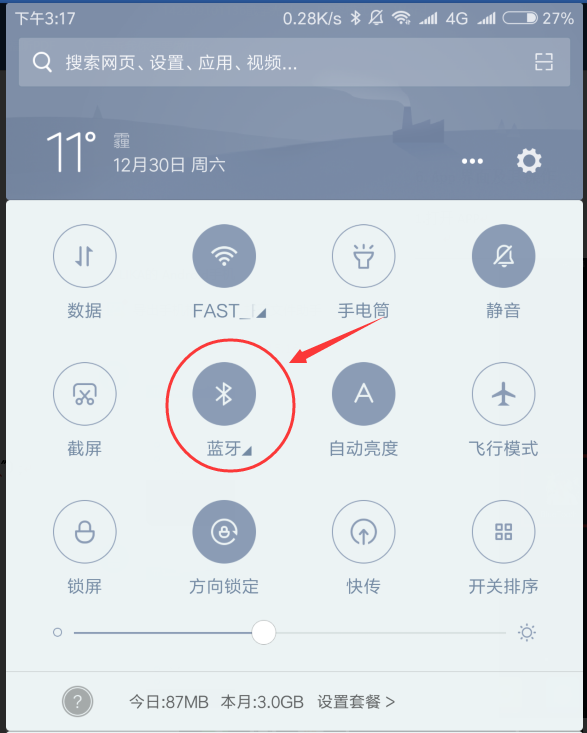 下午3:17 0.28K/s 4G 27%
搜索网页、设置、应用、视频...
11° 霾
12月30日 周六
数据 FAST_ 手电筒 静音
A
截屏 蓝牙 自动亮度 飞行模式
锁屏 方向锁定 快传 开关排序
? 今日:87MB 本月:3.0GB 设置套餐 >